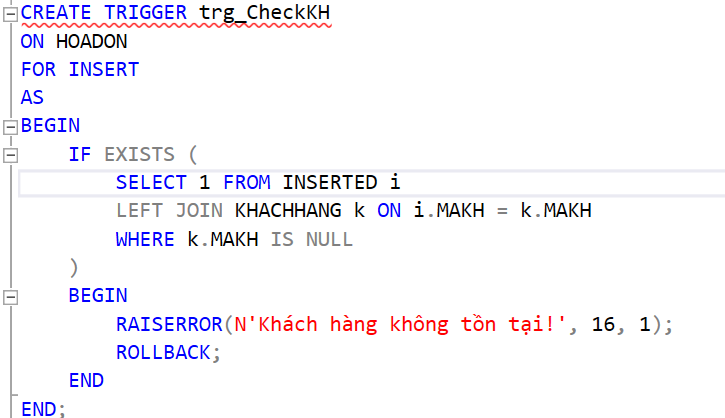 CREATE TRIGGER trg_CheckKH
ON HOADON
FOR INSERT
AS
BEGIN
    IF EXISTS (
        SELECT 1 FROM INSERTED i
        LEFT JOIN KHACHHANG k ON i.MAKH = k.MAKH
        WHERE k.MAKH IS NULL
    )
    BEGIN
        RAISERROR(N'Khách hàng không tồn tại!', 16, 1);
        ROLLBACK;
    END
END;